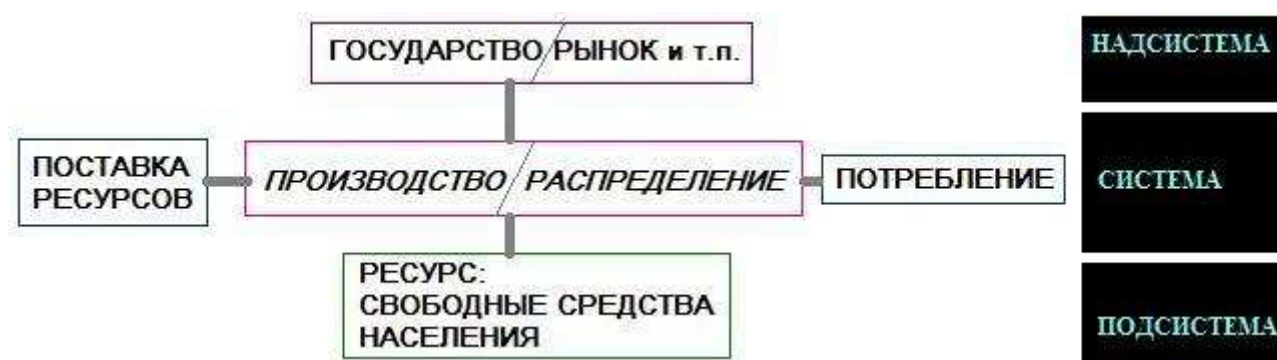 ГОСУДАРСТВО/РЫНОК и т.п.
НАДСИСТЕМА
ПОСТАВКА
РЕСУРСОВ
ПРОИЗВОДСТВО/РАСПРЕДЕЛЕНИЕ
ПОТРЕБЛЕНИЕ
СИСТЕМА
РЕСУРС:
СВОБОДНЫЕ СРЕДСТВА
НАСЕЛЕНИЯ
ПОДСИСТЕМА